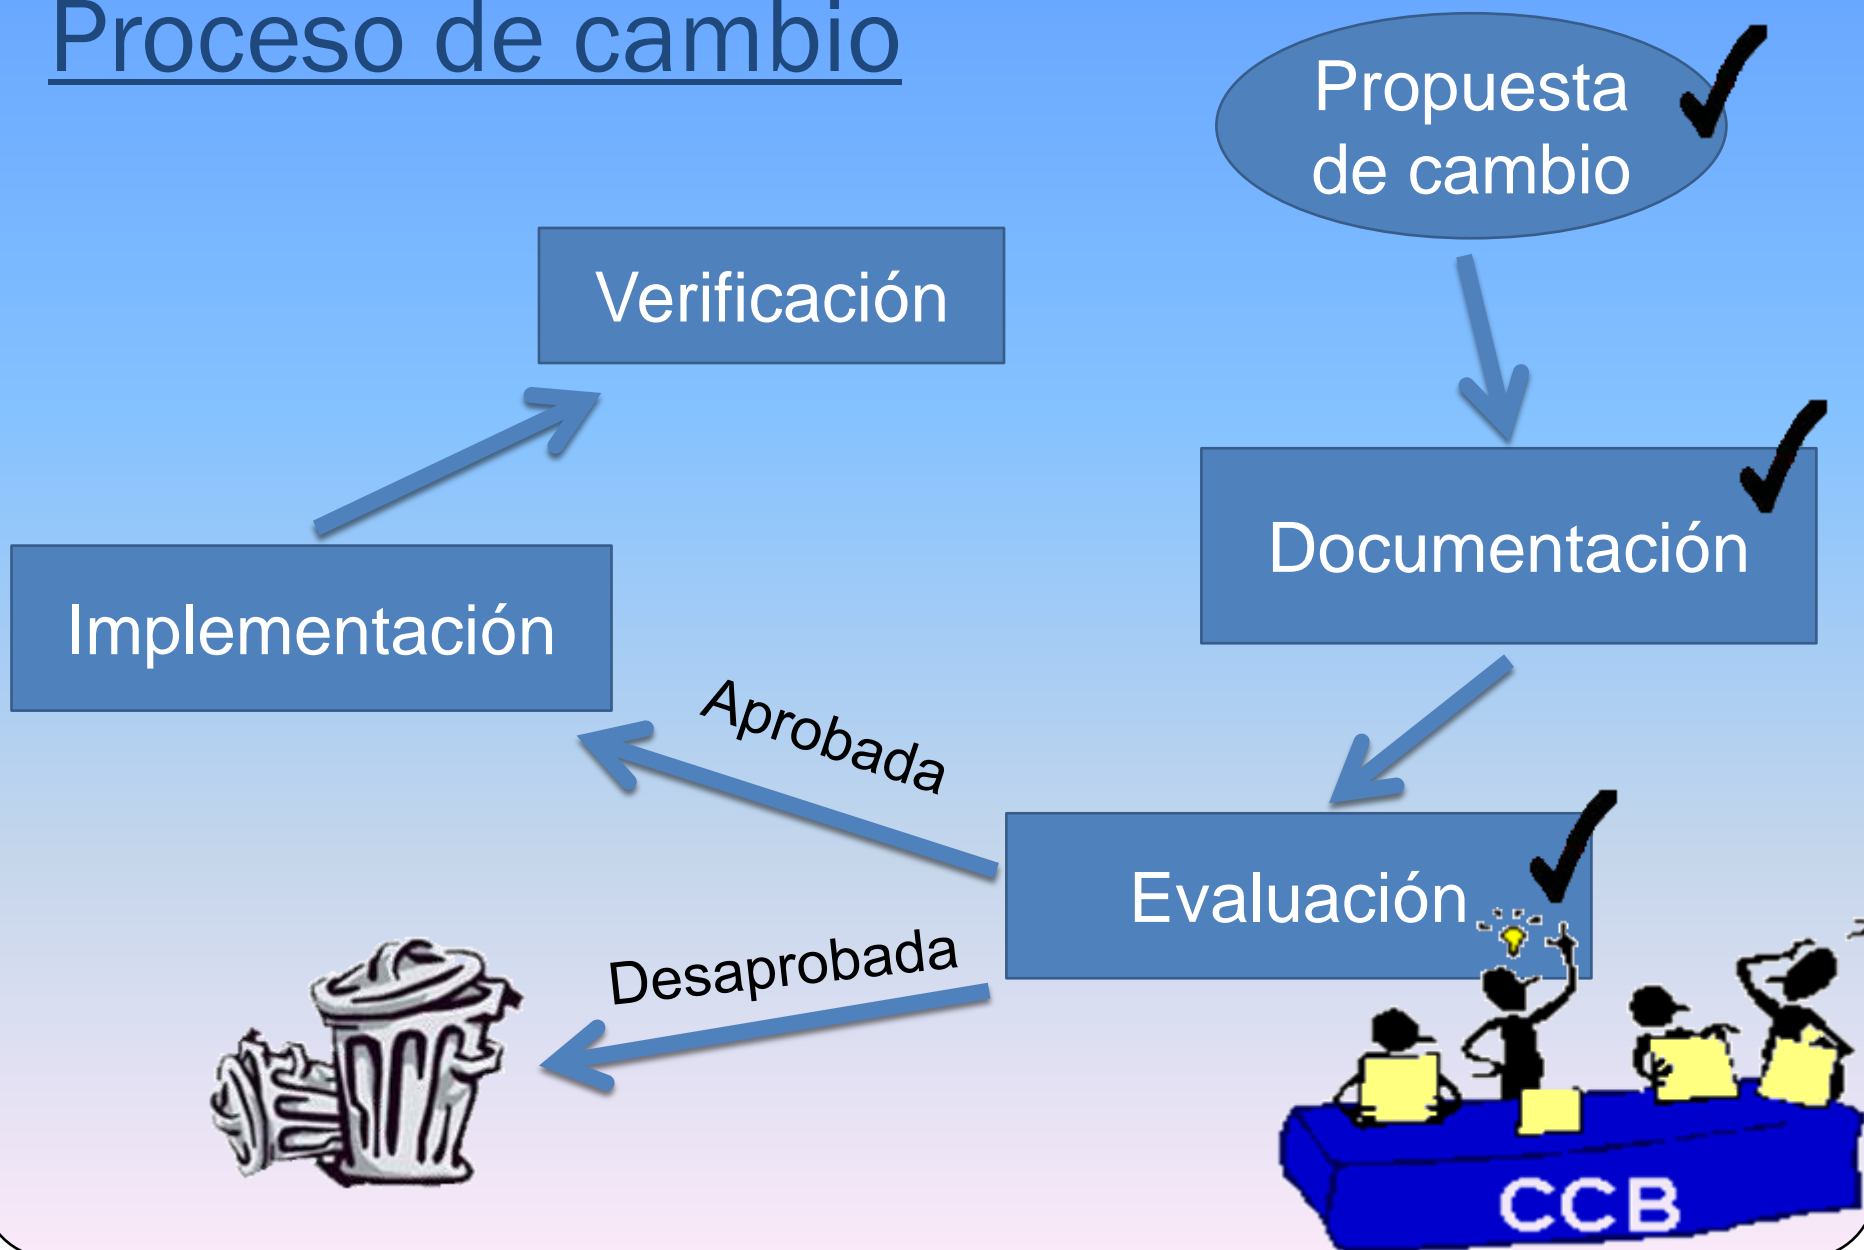 Proceso de cambio
Propuesta
de cambio
Verificación
Documentación
Implementación
Aprobada
Evaluación
Desaprobada
CCB